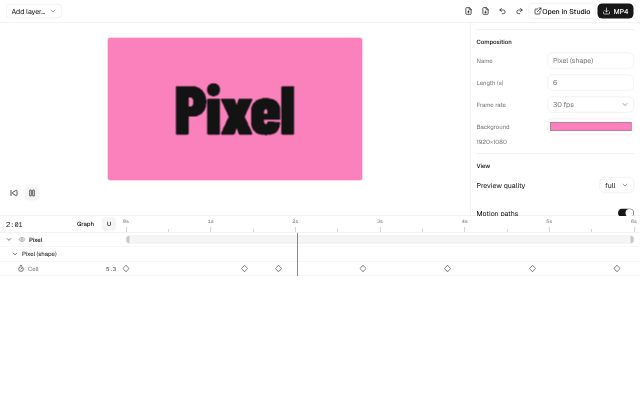 Add layer...
Open in Studio
MP4
Pixel
Composition
Name
Pixel (shape)
Length (s)
6
Frame rate
30 fps
Background
1920×1080
View
Preview quality
full
Motion paths
2:01
Graph
U
0s
1s
2s
3s
4s
5s
6s
Pixel
Pixel (shape)
Cell
5.3